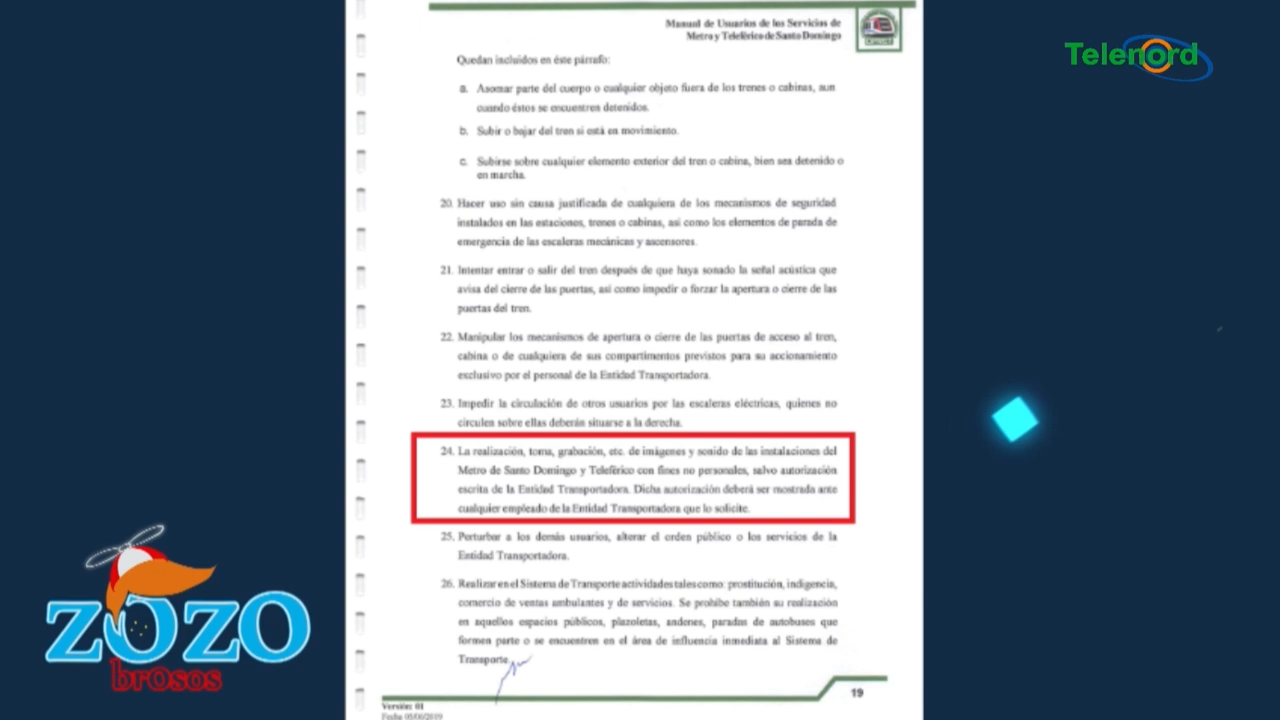 Manual de Usuarios de los Servicios de
Metro y Teleférico de Santo Domingo
Telenord
Quedan incluidos en éste párrafo:
a. Asomar parte del cuerpo o cualquier objeto fuera de los trenes o cabinas, aun
cuando éstos se encuentren detenidos.
b. Subir o bajar del tren si está en movimiento.
c. Subirse sobre cualquier elemento exterior del tren o cabina, bien sea detenido o
en marcha.
20. Hacer uso sin causa justificada de cualquiera de los mecanismos de seguridad
instalados en las estaciones, trenes o cabinas, asi como los elementos de parada de
emergencia de las escaleras mecánicas y ascensores.
21. Intentar entrar o salir del tren después de que haya sonado la señal acústica que
avisa del cierre de las puertas, así como impedir o forzar la apertura o cierre de las
puertas del tren.
22. Manipular los mecanismos de apertura o cierre de las puertas de acceso al tren,
cabina o de cualquiera de sus compartimentos previstos para su accionamiento
exclusivo por el personal de la Entidad Transportadora.
23. Impedir la circulación de otros usuarios por las escaleras eléctricas, quienes no
circulen sobre ellas deberán situarse a la derecha.
24. La realización, toma, grabación, etc. de imágenes y sonido de las instalaciones del
Metro de Santo Domingo y Teleférico con fines no personales, salvo autorización
escrita de la Entidad Transportadora. Dicha autorización deberá ser mostrada ante
cualquier empleado de la Entidad Transportadora que lo solicite.
25. Perturbar a los demás usuarios, alterar el orden público o los servicios de la
Entidad Transportadora.
26. Realizar en el Sistema de Transporte actividades tales como: prostitución, indigencia,
comercio de ventas ambulantes y de servicios. Se prohíbe también su realización
en aquellos espacios públicos, plazoletas, andenes, paradas de autobuses que
formen parte o se encuentren en el área de influencia inmediata al Sistema de
Transporte.
19
Versión: 01
Fecha 05/06/2019
ZOZO
brosos